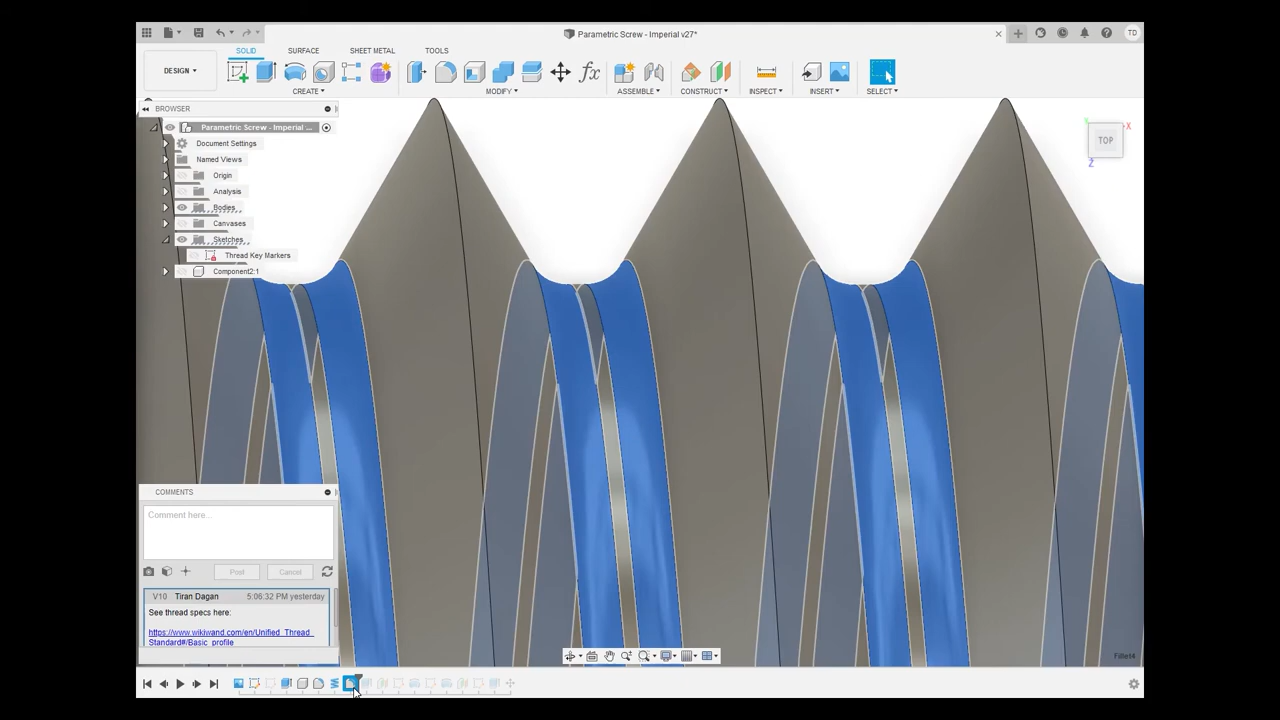 Parametric Screw - Imperial v27*
TD
DESIGN
SOLID
SURFACE
SHEET METAL
TOOLS
CREATE
MODIFY
ASSEMBLE
CONSTRUCT
INSPECT
INSERT
SELECT
BROWSER
Parametric Screw - Imperial ...
Document Settings
Named Views
Origin
Analysis
Bodies
Canvases
Sketches
Thread Key Markers
Component2:1
TOP
X
Z
COMMENTS
Comment here...
Post
Cancel
V10 Tiran Dagan 5:06:32 PM yesterday
See thread specs here:
https://www.wikiwand.com/en/Unified_Thread_
Standard#/Basic_profile
Fillet4